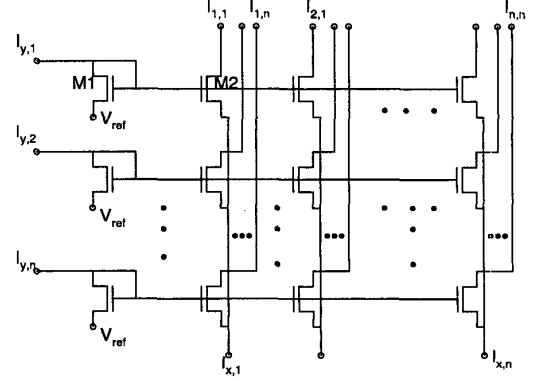 I1,1 I1,n I2,1 In,n
Iy,1
M1 M2
Vref
Iy,2
Vref
Iy,n
Vref
Ix,1 Ix,n